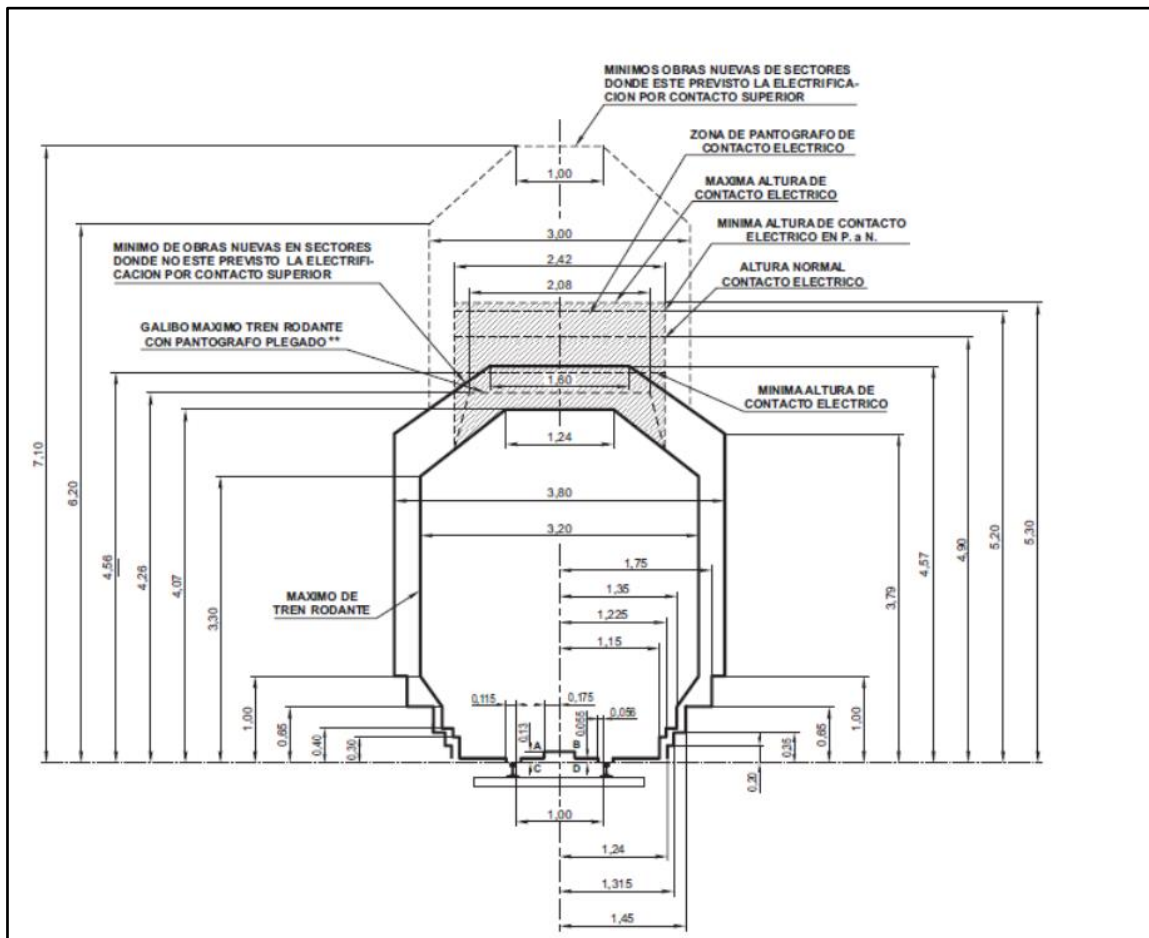 MINIMOS OBRAS NUEVAS DE SECTORES
DONDE ESTE PREVISTO LA ELECTRIFICA-
CION POR CONTACTO SUPERIOR
ZONA DE PANTOGRAFO DE
CONTACTO ELECTRICO
MAXIMA ALTURA DE
CONTACTO ELECTRICO
MINIMA ALTURA DE CONTACTO
ELECTRICO EN P. a N.
ALTURA NORMAL
CONTACTO ELECTRICO
MINIMO DE OBRAS NUEVAS EN SECTORES
DONDE NO ESTE PREVISTO LA ELECTRIFI-
CACION POR CONTACTO SUPERIOR
GALIBO MAXIMO TREN RODANTE
CON PANTOGRAFO PLEGADO**
MINIMA ALTURA DE
CONTACTO ELECTRICO
MAXIMO DE
TREN RODANTE
1,00
3,00
2,42
2,08
1,60
1,24
3,80
3,20
1,75
1,35
1,225
1,15
7,10
6,20
4,56
4,26
4,07
3,30
1,00
0,65
0,40
0,30
0,115
0,175
0,13
0,055
0,056
A
B
C
D
3,79
4,57
4,90
5,20
5,30
0,20
0,35
0,65
1,00
1,00
1,24
1,315
1,45